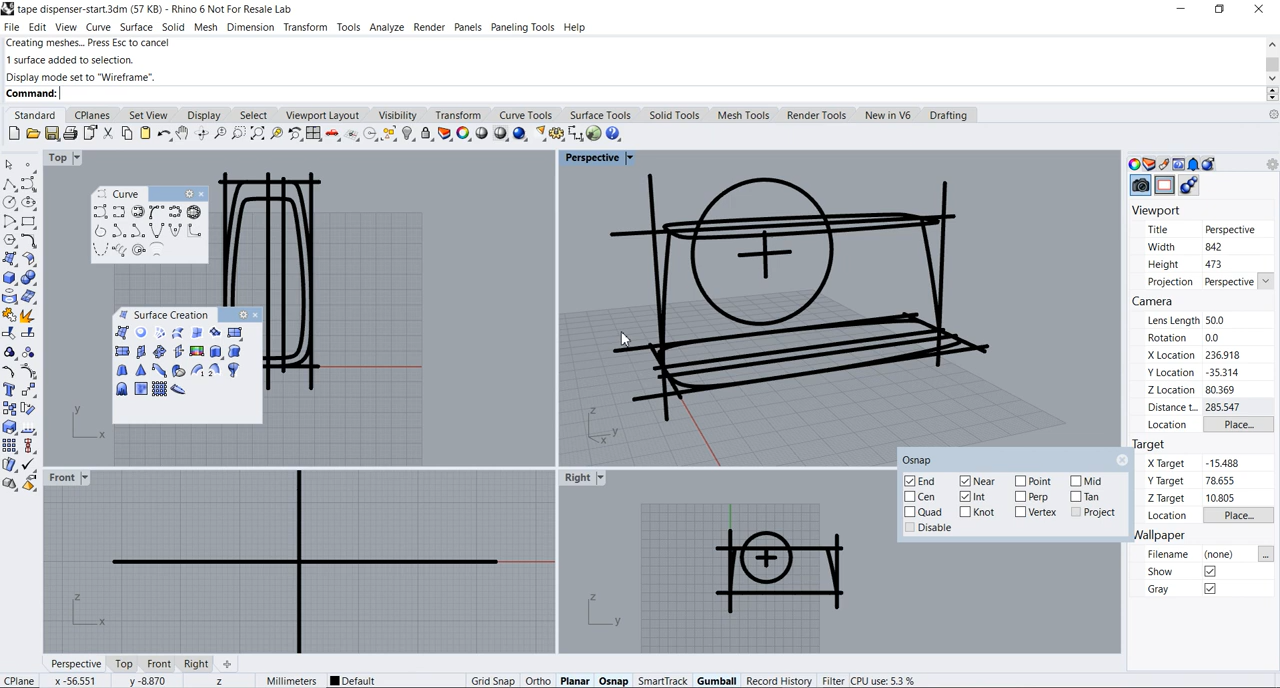 tape dispenser-start.3dm (57 KB) - Rhino 6 Not For Resale Lab
File Edit View Curve Surface Solid Mesh Dimension Transform Tools Analyze Render Panels Paneling Tools Help
Creating meshes... Press Esc to cancel
1 surface added to selection.
Display mode set to "Wireframe".
Command:
Standard CPlanes Set View Display Select Viewport Layout Visibility Transform Curve Tools Surface Tools Solid Tools Mesh Tools Render Tools New in V6 Drafting
Top
Perspective
Curve
Surface Creation
y
x
z
x
y
Front
z
x
Right
z
y
Osnap
End Near Point Mid
Cen Int Perp Tan
Quad Knot Vertex Project
Disable
Viewport
Title Perspective
Width 842
Height 473
Projection Perspective
Camera
Lens Length 50.0
Rotation 0.0
X Location 236.918
Y Location -35.314
Z Location 80.369
Distance t... 285.547
Location Place...
Target
X Target -15.488
Y Target 78.655
Z Target 10.805
Location Place...
Wallpaper
Filename (none) ...
Show
Gray
Perspective Top Front Right
CPlane x -56.551 y -8.870 z Millimeters Default Grid Snap Ortho Planar Osnap SmartTrack Gumball Record History Filter CPU use: 5.3 %